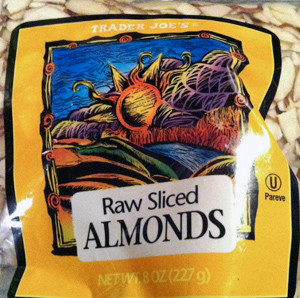 TRADER JOE'S
Raw Sliced
ALMONDS
U
Pareve
NET WT. 8 OZ (227 g)